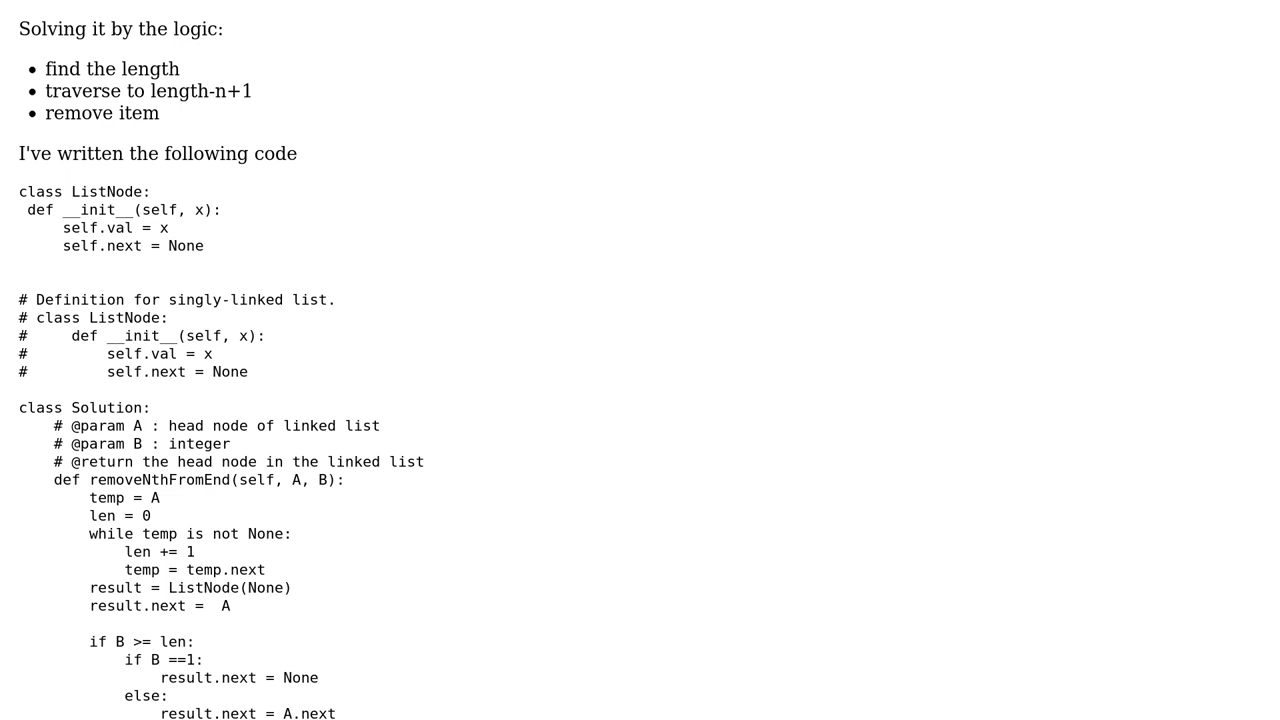 Solving it by the logic:
• find the length
• traverse to length-n+1
• remove item
I've written the following code
class ListNode:
 def __init__(self, x):
     self.val = x
     self.next = None
# Definition for singly-linked list.
# class ListNode:
#     def __init__(self, x):
#         self.val = x
#         self.next = None
class Solution:
    # @param A : head node of linked list
    # @param B : integer
    # @return the head node in the linked list
    def removeNthFromEnd(self, A, B):
        temp = A
        len = 0
        while temp is not None:
            len += 1
            temp = temp.next
        result = ListNode(None)
        result.next =  A
        if B >= len:
            if B ==1:
                result.next = None
            else:
                result.next = A.next